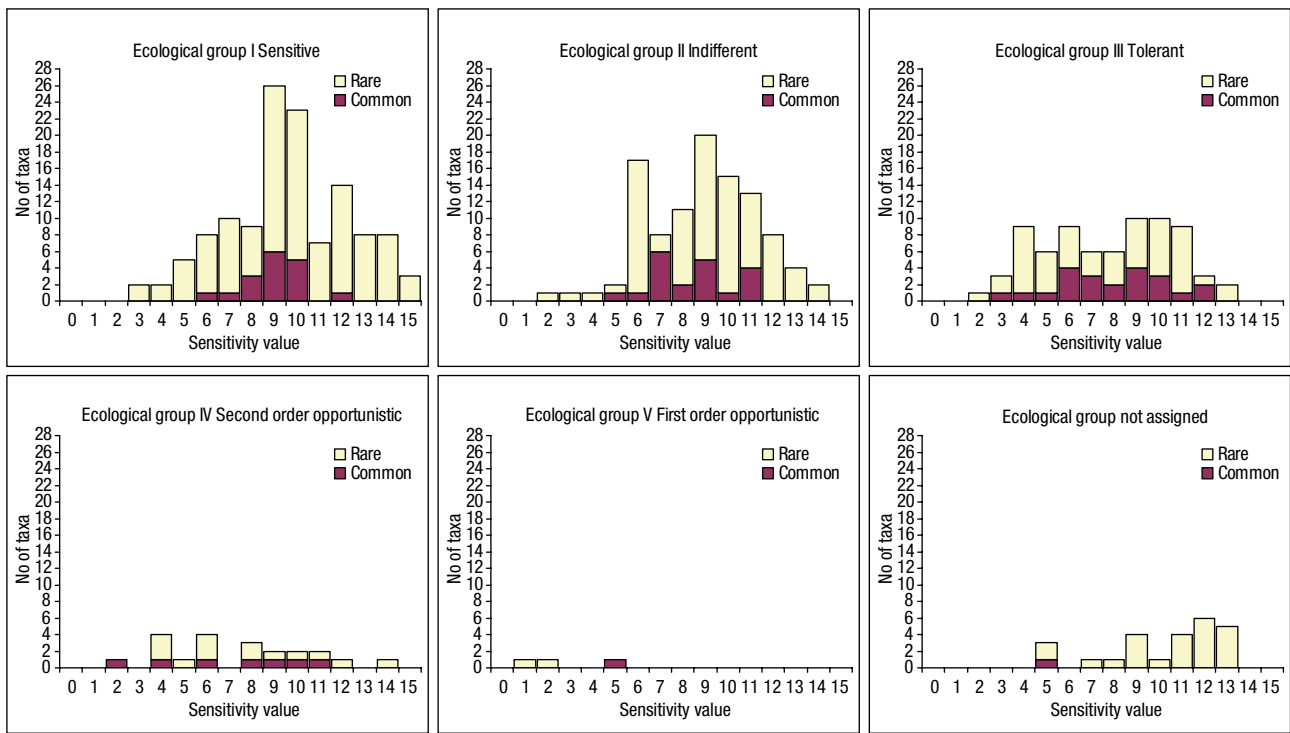 Ecological group I Sensitive
28
26
24
22
20
18
16
14
12
10
8
6
4
2
0
No of taxa
Rare
Common
0 1 2 3 4 5 6 7 8 9 10 11 12 13 14 15
Sensitivity value
Ecological group II Indifferent
28
26
24
22
20
18
16
14
12
10
8
6
4
2
0
No of taxa
Rare
Common
0 1 2 3 4 5 6 7 8 9 10 11 12 13 14 15
Sensitivity value
Ecological group III Tolerant
28
26
24
22
20
18
16
14
12
10
8
6
4
2
0
No of taxa
Rare
Common
0 1 2 3 4 5 6 7 8 9 10 11 12 13 14 15
Sensitivity value
Ecological group IV Second order opportunistic
28
26
24
22
20
18
16
14
12
10
8
6
4
2
0
No of taxa
Rare
Common
0 1 2 3 4 5 6 7 8 9 10 11 12 13 14 15
Sensitivity value
Ecological group V First order opportunistic
28
26
24
22
20
18
16
14
12
10
8
6
4
2
0
No of taxa
Rare
Common
0 1 2 3 4 5 6 7 8 9 10 11 12 13 14 15
Sensitivity value
Ecological group not assigned
28
26
24
22
20
18
16
14
12
10
8
6
4
2
0
No of taxa
Rare
Common
0 1 2 3 4 5 6 7 8 9 10 11 12 13 14 15
Sensitivity value